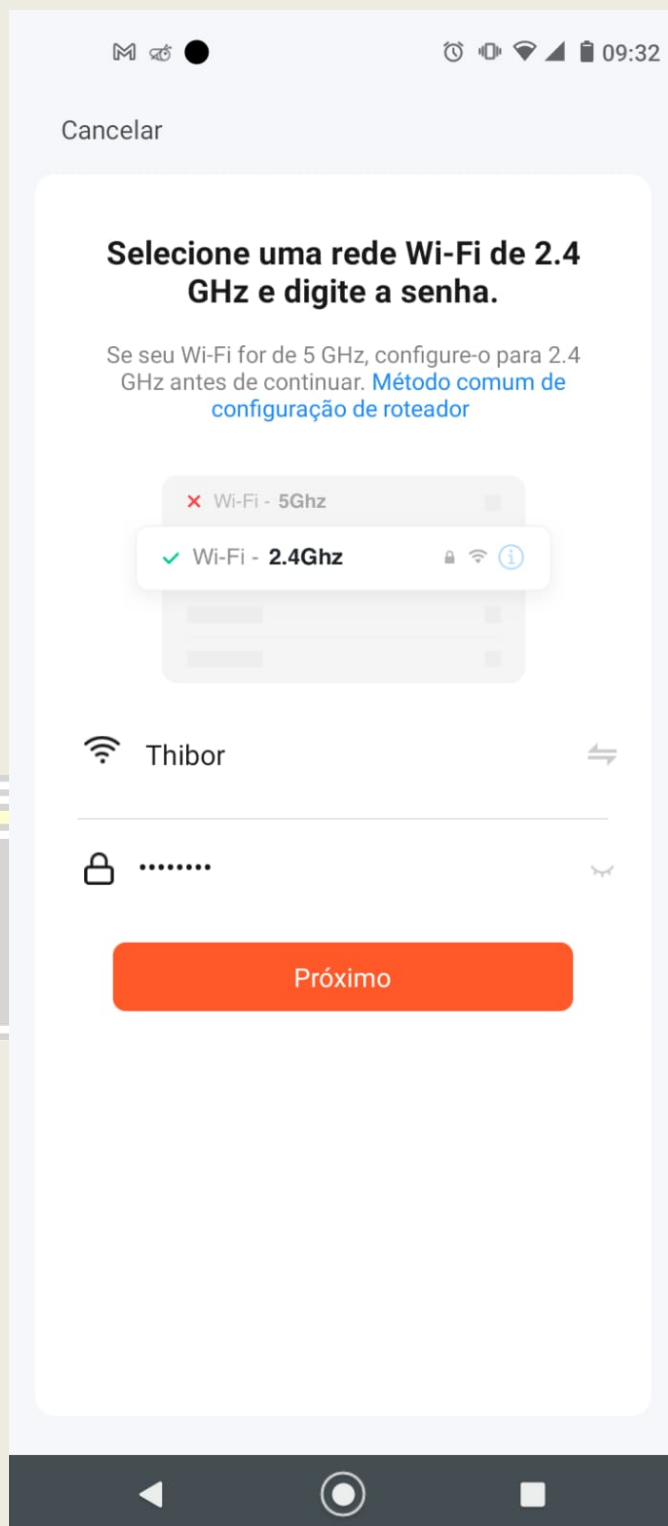 09:32
Cancelar
Selecione uma rede Wi-Fi de 2.4
GHz e digite a senha.
Se seu Wi-Fi for de 5 GHz, configure-o para 2.4
GHz antes de continuar. Método comum de
configuração de roteador
Wi-Fi - 5Ghz
Wi-Fi - 2.4Ghz
Thibor
••••••••
Próximo